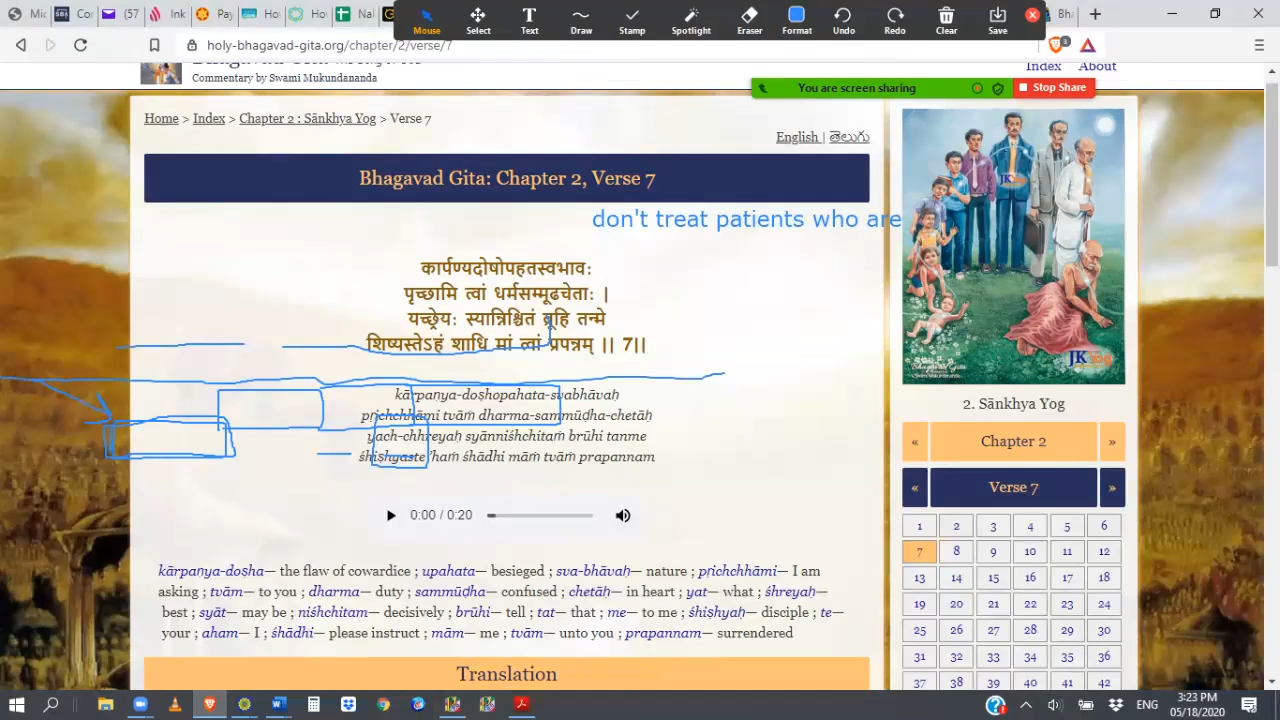 Cal
Mai
(57
Cou
Pay
Car
Cou
Mouse
Select
Text
Draw
Stamp
Spotlight
Eraser
Format
Undo
Redo
Clear
Save
Bha
holy-bhagavad-gita.org/chapter/2/verse/7
Commentary by Swami Mukundananda
Index About
You are screen sharing
Stop Share
Home > Index > Chapter 2 : Sānkhya Yog > Verse 7
English | తెలుగు
Bhagavad Gita: Chapter 2, Verse 7
don't treat patients who are
कार्पण्यदोषोपहतस्वभाव:
पृच्छामि त्वां धर्मसम्मूढचेता: |
यच्छ्रेय: स्यान्निश्चितं ब्रूहि तन्मे
शिष्यस्तेऽहं शाधि मां त्वां प्रपन्नम् || 7||
kārpaṇya-doṣhopahata-svabhāvaḥ
pṛichchhāmi tvāṁ dharma-sammūḍha-chetāḥ
yach-chhreyaḥ syānniśhchitaṁ brūhi tanme
śhiṣhyaste 'haṁ śhādhi māṁ tvāṁ prapannam
0:00 / 0:20
kārpaṇya-doṣha— the flaw of cowardice ; upahata— besieged ; sva-bhāvaḥ— nature ; pṛichchhāmi— I am
asking ; tvām— to you ; dharma— duty ; sammūḍha— confused ; chetāḥ— in heart ; yat— what ; śhreyaḥ—
best ; syāt— may be ; niśhchitam— decisively ; brūhi— tell ; tat— that ; me— to me ; śhiṣhyaḥ— disciple ; te—
your ; aham— I ; śhādhi— please instruct ; mām— me ; tvām— unto you ; prapannam— surrendered
Translation
JKYog
2. Sānkhya Yog
« Chapter 2 »
« Verse 7 »
1 2 3 4 5 6
7 8 9 10 11 12
13 14 15 16 17 18
19 20 21 22 23 24
25 26 27 28 29 30
31 32 33 34 35 36
37 38 39 40 41 42
ENG
3:23 PM
05/18/2020